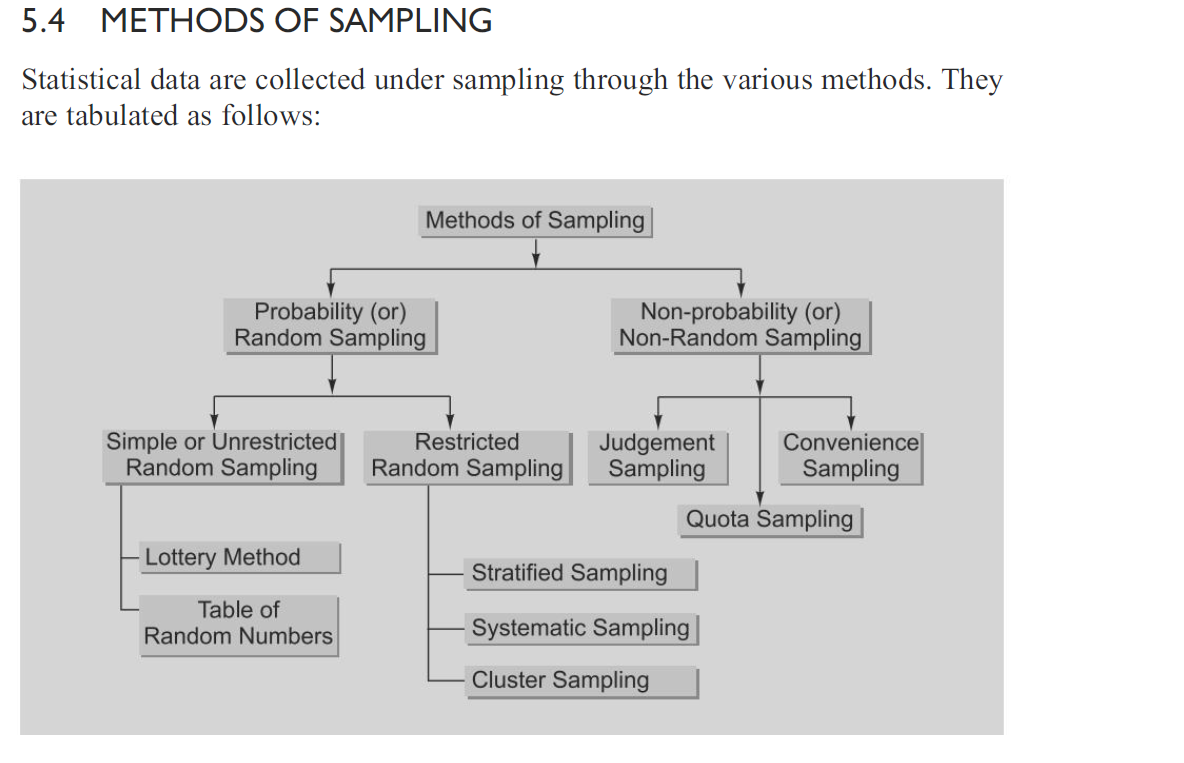 5.4 METHODS OF SAMPLING
Statistical data are collected under sampling through the various methods. They
are tabulated as follows:
Methods of Sampling
Probability (or)
Random Sampling
Non-probability (or)
Non-Random Sampling
Simple or Unrestricted
Random Sampling
Restricted
Random Sampling
Judgement
Sampling
Convenience
Sampling
Quota Sampling
Lottery Method
Table of
Random Numbers
Stratified Sampling
Systematic Sampling
Cluster Sampling